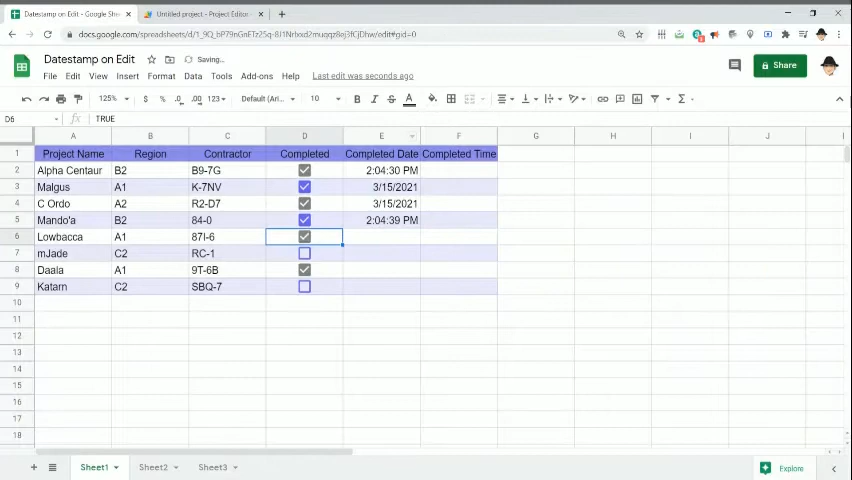 Datestamp on Edit - Google Shee
Untitled project - Project Editor
docs.google.com/spreadsheets/d/1_9Q_bP79nGnETz25q-8J1Nrlxxd2muqqz8ej3fCjDhw/edit#gid=0
Datestamp on Edit
Saving...
File Edit View Insert Format Data Tools Add-ons Help Last edit was seconds ago
Share
125% $ % .0 .00 123 Default (Ari... 10 B I S A
D6 fx TRUE
A B C D E F G H I J
1 Project Name Region Contractor Completed Completed Date Completed Time
2 Alpha Centaur B2 B9-7G 2:04:30 PM
3 Malgus A1 K-7NV 3/15/2021
4 C Ordo A2 R2-D7 3/15/2021
5 Mando'a B2 84-0 2:04:39 PM
6 Lowbacca A1 87I-6
7 mJade C2 RC-1
8 Daala A1 9T-6B
9 Katarn C2 SBQ-7
10
11
12
13
14
15
16
17
18
Sheet1 Sheet2 Sheet3 Explore